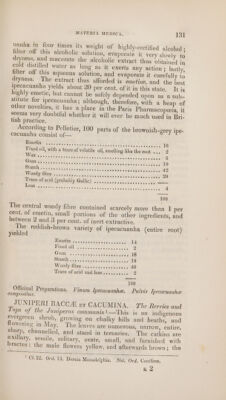 MATERIA MEDICA. 131
uanha in four times its weight of highly-rectified alcohol;
filter off this alcoholic solution, evaporate it very slowly to
dryness, and macerate the alcoholic extract thus obtained in
cold distilled water as long as it exerts any action; lastly,
filter off this aqueous solution, and evaporate it carefully to
dryness. The extract thus afforded is emetine, and the best
ipecacuanha yields about 20 per cent. of it in this state. It is
highly emetic, but cannot be safely depended upon as a sub-
stitute for ipecacuanha; although, therefore, with a heap of
other novelties, it has a place in the Paris Pharmacopœia, it
seems very doubtful whether it will ever be much used in Bri-
tish practice.
According to Pelletier, 100 parts of the brownish-grey ipe-
cacuanha consist of—
Emetin 16
Fixed oil, with a trace of volatile oil, smelling like the root 2
Wax 6
Gum 10
Starch 42
Woody fibre 20
Trace of acid (probably Gallic)
Loss 4
100
The central woody fibre contained scarcely more than 1 per
cent. of emetin, small portions of the other ingredients, and
between 2 and 3 per cent. of inert extractive.
The reddish-brown variety of ipecacuanha (entire root)
yielded
Emetin 14
Fixed oil 2
Gum 16
Starch 18
Woody fibre 48
Trace of acid and loss 2
100
Officinal Preparations. Vinum Ipecacuanhæ. Pulvis Ipecacuanhæ
compositus.
JUNIPERI BACCÆ ET CACUMINA. The Berries and
Tops of the Juniperus communis¹:—This is an indigenous
evergreen shrub, growing on chalky hills and heaths, and
flowering in May. The leaves are numerous, narrow, entire,
sharp, channelled, and stand in ternaries. The catkins are
axillary, sessile, solitary, ovate, small, and furnished with
bractes: the male flowers yellow, and afterwards brown; the
¹ Cl. 22. Ord. 13. Diœcia Monadelphia. Nat. Ord. Coniferæ.
K 2